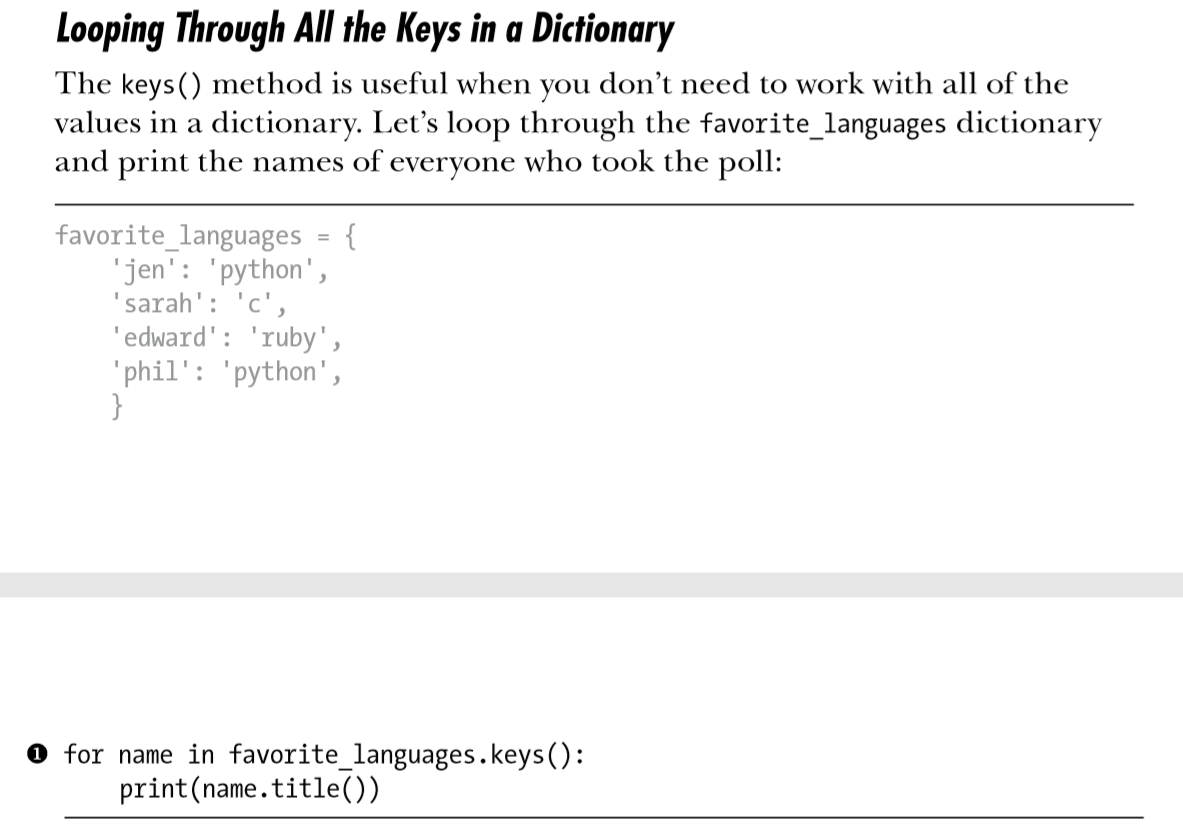 Looping Through All the Keys in a Dictionary
The keys() method is useful when you don’t need to work with all of the
values in a dictionary. Let’s loop through the favorite_languages dictionary
and print the names of everyone who took the poll:
favorite_languages = {
    'jen': 'python',
    'sarah': 'c',
    'edward': 'ruby',
    'phil': 'python',
    }
❶ for name in favorite_languages.keys():
    print(name.title())